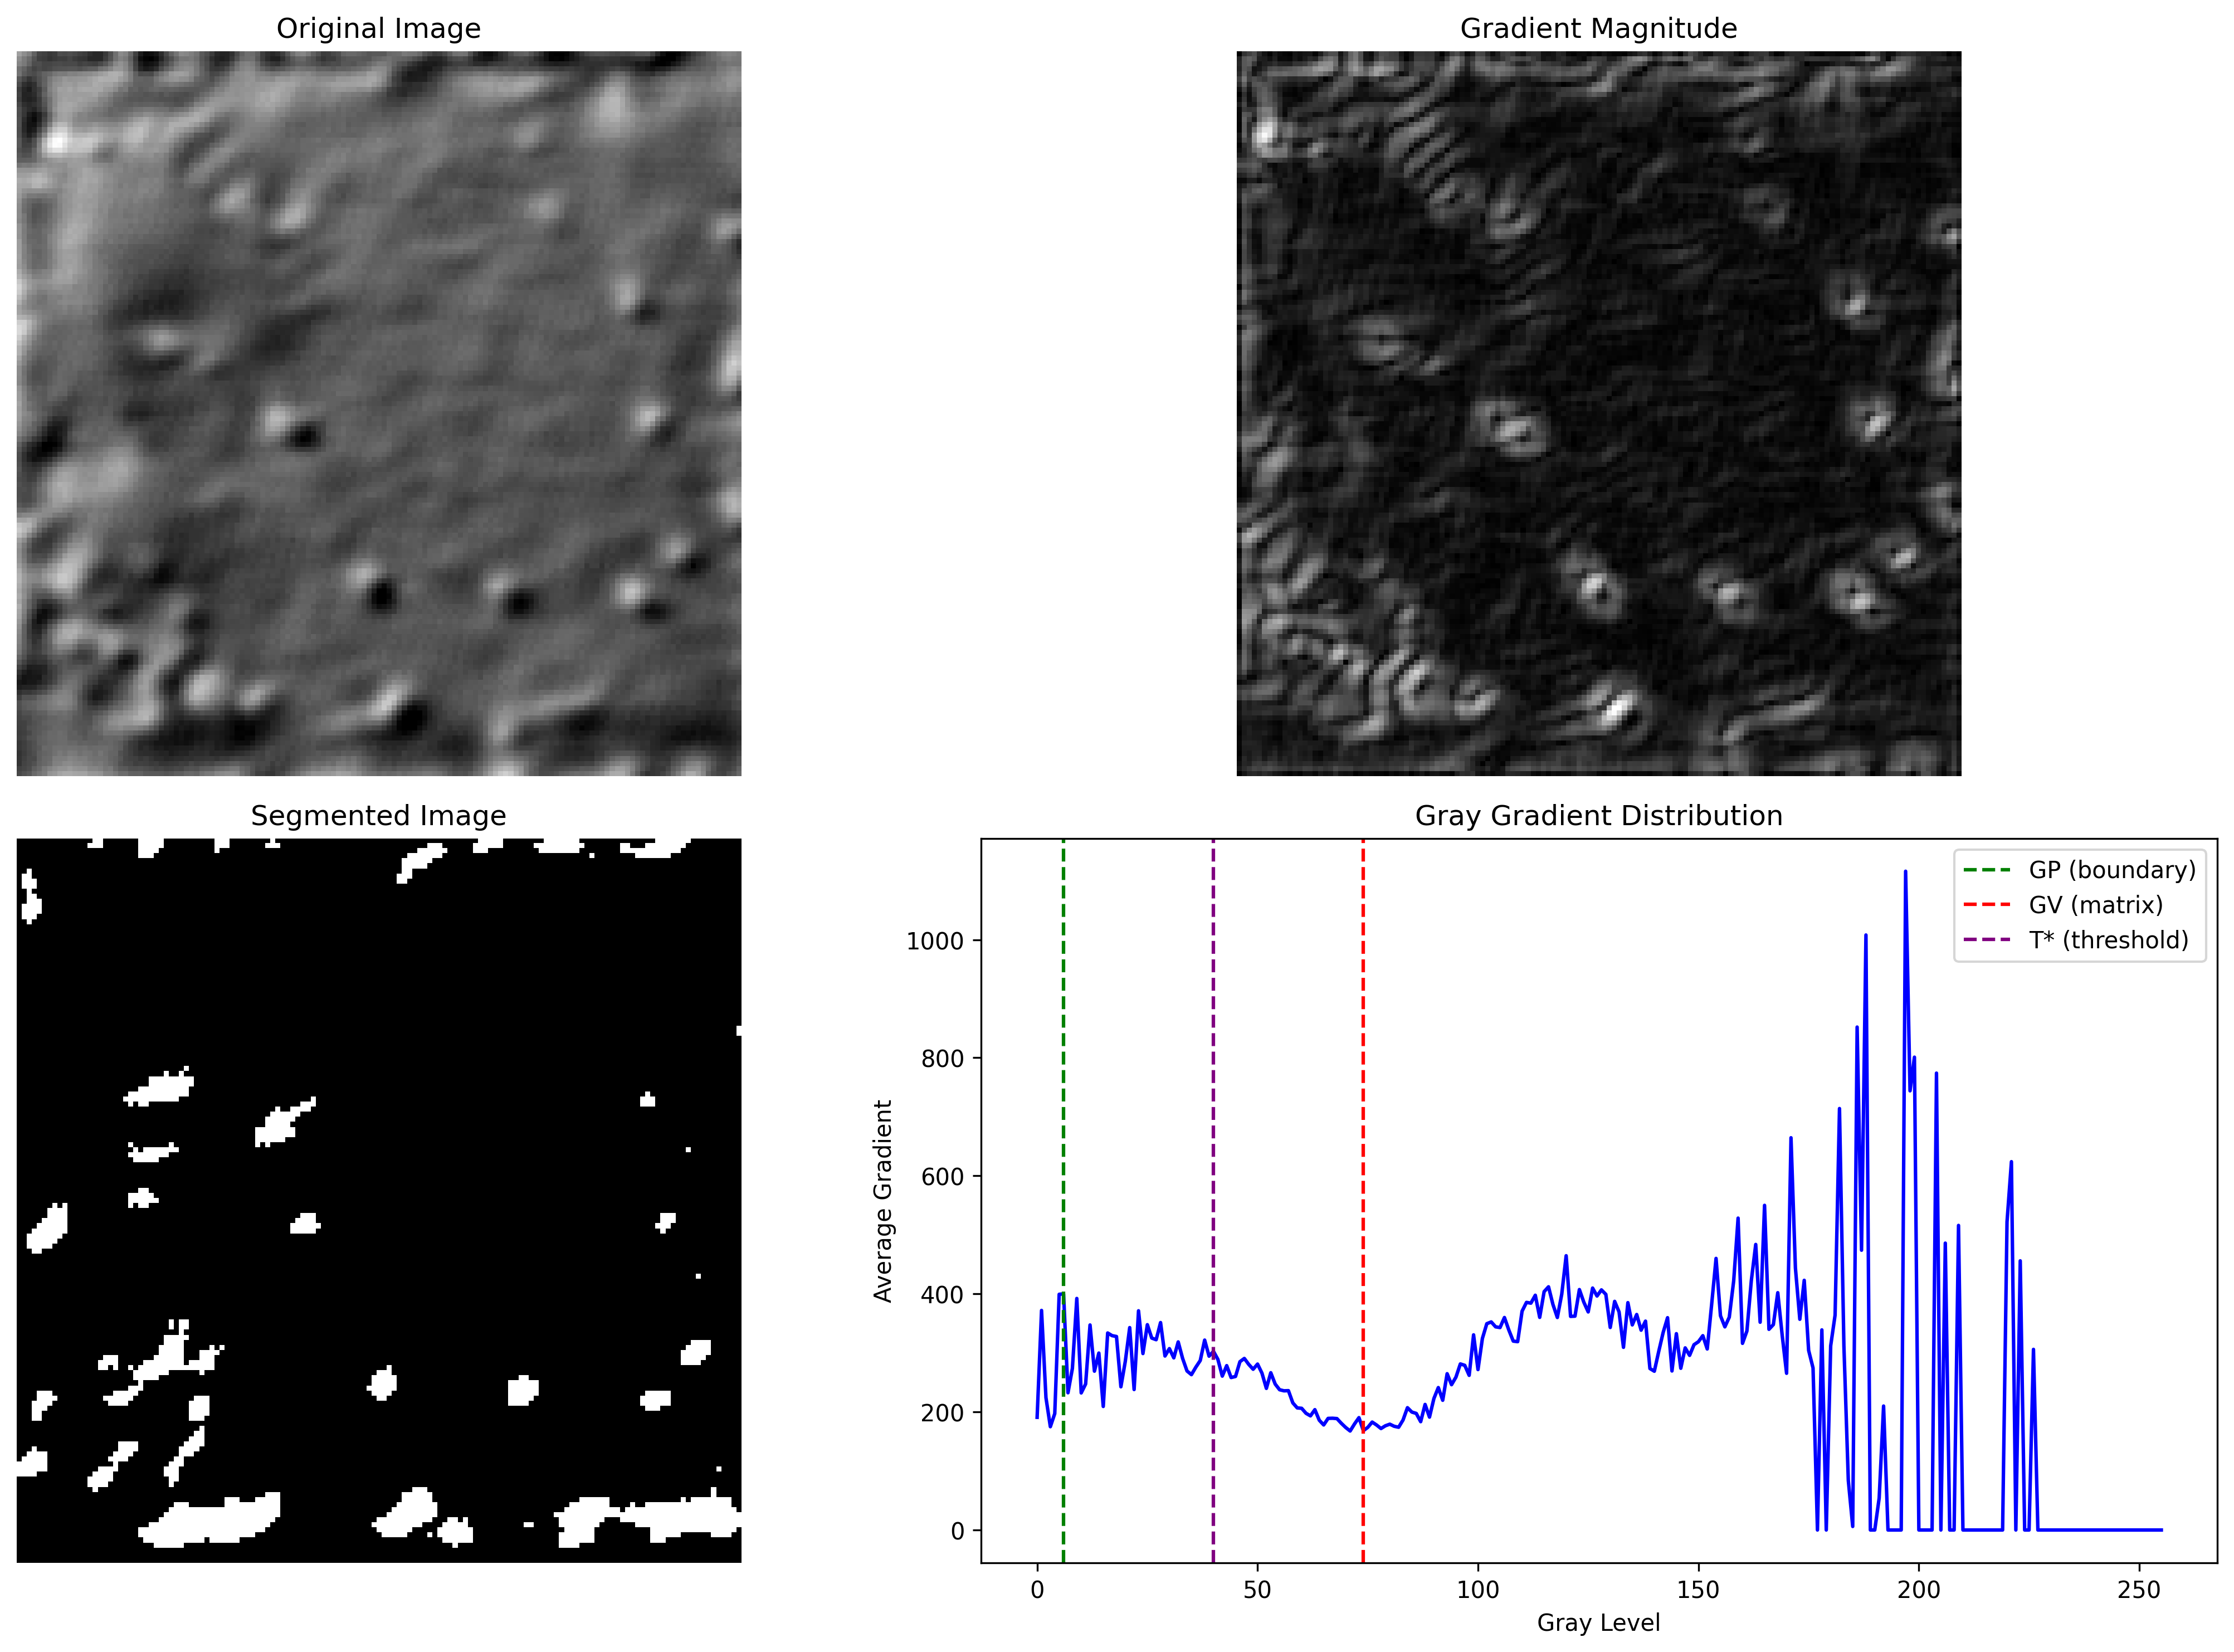 Original Image
Gradient Magnitude
Segmented Image
Gray Gradient Distribution
GP (boundary)
GV (matrix)
T* (threshold)
Average Gradient
1000
800
600
400
200
0
0 50 100 150 200 250
Gray Level